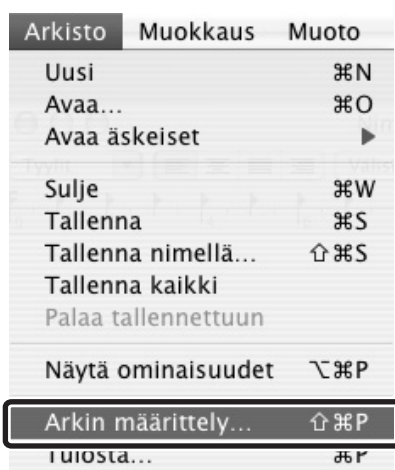 Arkisto Muokkaus Muoto
Uusi ⌘N
Avaa... ⌘O
Avaa äskeiset ▶
Sulje ⌘W
Tallenna ⌘S
Tallenna nimellä... ⇧⌘S
Tallenna kaikki
Palaa tallennettuun
Näytä ominaisuudet ⌥⌘P
Arkin määrittely... ⇧⌘P
Tulosta... ⌘P